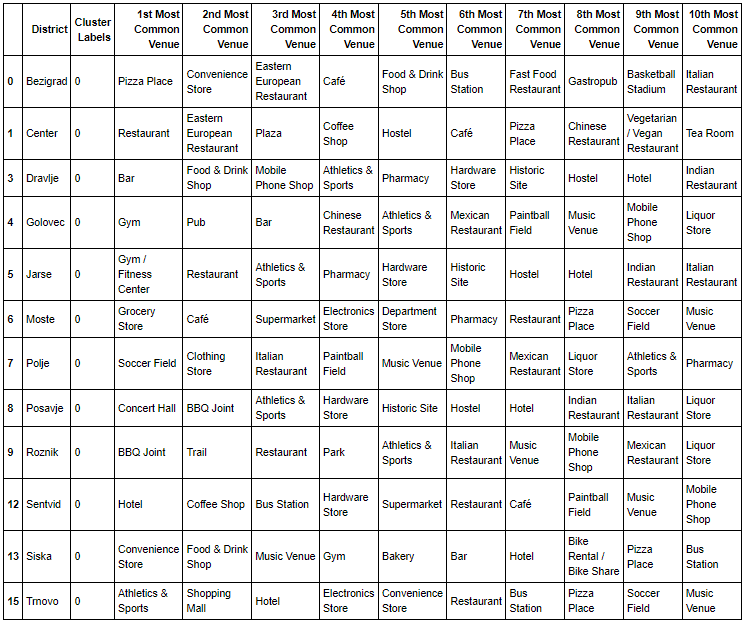 District Cluster Labels 1st Most Common Venue 2nd Most Common Venue 3rd Most Common Venue 4th Most Common Venue 5th Most Common Venue 6th Most Common Venue 7th Most Common Venue 8th Most Common Venue 9th Most Common Venue 10th Most Common Venue
0 Bezigrad 0 Pizza Place Convenience Store Eastern European Restaurant Café Food & Drink Shop Bus Station Fast Food Restaurant Gastropub Basketball Stadium Italian Restaurant
1 Center 0 Restaurant Eastern European Restaurant Plaza Coffee Shop Hostel Café Pizza Place Chinese Restaurant Vegetarian / Vegan Restaurant Tea Room
3 Dravlje 0 Bar Food & Drink Shop Mobile Phone Shop Athletics & Sports Pharmacy Hardware Store Historic Site Hostel Hotel Indian Restaurant
4 Golovec 0 Gym Pub Bar Chinese Restaurant Athletics & Sports Mexican Restaurant Paintball Field Music Venue Mobile Phone Shop Liquor Store
5 Jarse 0 Gym / Fitness Center Restaurant Athletics & Sports Pharmacy Hardware Store Historic Site Hostel Hotel Indian Restaurant Italian Restaurant
6 Moste 0 Grocery Store Café Supermarket Electronics Store Department Store Pharmacy Restaurant Pizza Place Soccer Field Music Venue
7 Polje 0 Soccer Field Clothing Store Italian Restaurant Paintball Field Music Venue Mobile Phone Shop Mexican Restaurant Liquor Store Athletics & Sports Pharmacy
8 Posavje 0 Concert Hall BBQ Joint Athletics & Sports Hardware Store Historic Site Hostel Hotel Indian Restaurant Italian Restaurant Liquor Store
9 Roznik 0 BBQ Joint Trail Restaurant Park Athletics & Sports Italian Restaurant Music Venue Mobile Phone Shop Mexican Restaurant Liquor Store
12 Sentvid 0 Hotel Coffee Shop Bus Station Hardware Store Supermarket Restaurant Café Paintball Field Music Venue Mobile Phone Shop
13 Siska 0 Convenience Store Food & Drink Shop Music Venue Gym Bakery Bar Hotel Bike Rental / Bike Share Pizza Place Bus Station
15 Trnovo 0 Athletics & Sports Shopping Mall Hotel Electronics Store Convenience Store Restaurant Bus Station Pizza Place Soccer Field Music Venue